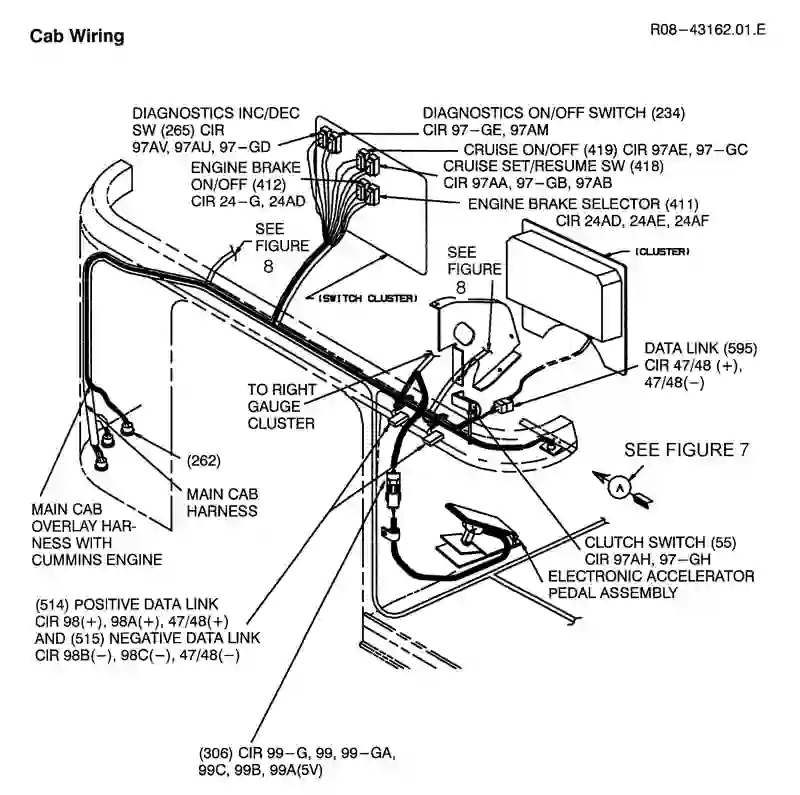 Cab Wiring
R08-43162.01.E
DIAGNOSTICS INC/DEC
SW (265) CIR
97AV, 97AU, 97-GD
DIAGNOSTICS ON/OFF SWITCH (234)
CIR 97-GE, 97AM
CRUISE ON/OFF (419) CIR 97AE, 97-GC
CRUISE SET/RESUME SW (418)
CIR 97AA, 97-GB, 97AB
ENGINE BRAKE
ON/OFF (412)
CIR 24-G, 24AD
ENGINE BRAKE SELECTOR (411)
CIR 24AD, 24AE, 24AF
SEE
FIGURE
8
SEE
FIGURE
8
(CLUSTER)
(SWITCH CLUSTER)
DATA LINK (595)
CIR 47/48 (+),
47/48(-)
TO RIGHT
GAUGE
CLUSTER
(262)
SEE FIGURE 7
A
MAIN CAB
HARNESS
MAIN CAB
OVERLAY HAR-
NESS WITH
CUMMINS ENGINE
CLUTCH SWITCH (55)
CIR 97AH, 97-GH
ELECTRONIC ACCELERATOR
PEDAL ASSEMBLY
(514) POSITIVE DATA LINK
CIR 98(+), 98A(+), 47/48(+)
AND (515) NEGATIVE DATA LINK
CIR 98B(-), 98C(-), 47/48(-)
(306) CIR 99-G, 99, 99-GA,
99C, 99B, 99A(5V)